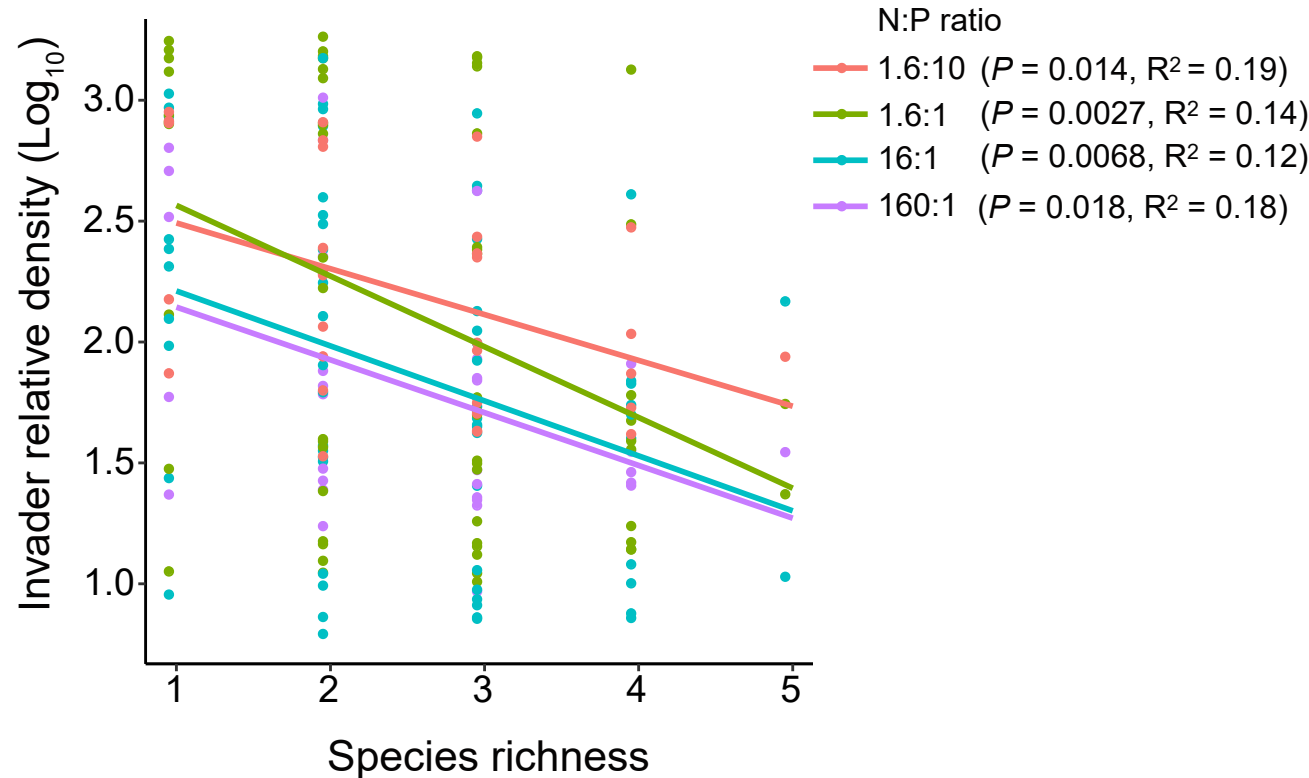 N:P ratio
1.6:10 (P = 0.014, R² = 0.19)
1.6:1 (P = 0.0027, R² = 0.14)
16:1 (P = 0.0068, R² = 0.12)
160:1 (P = 0.018, R² = 0.18)
Invader relative density (Log₁₀)
3.0
2.5
2.0
1.5
1.0
1 2 3 4 5
Species richness